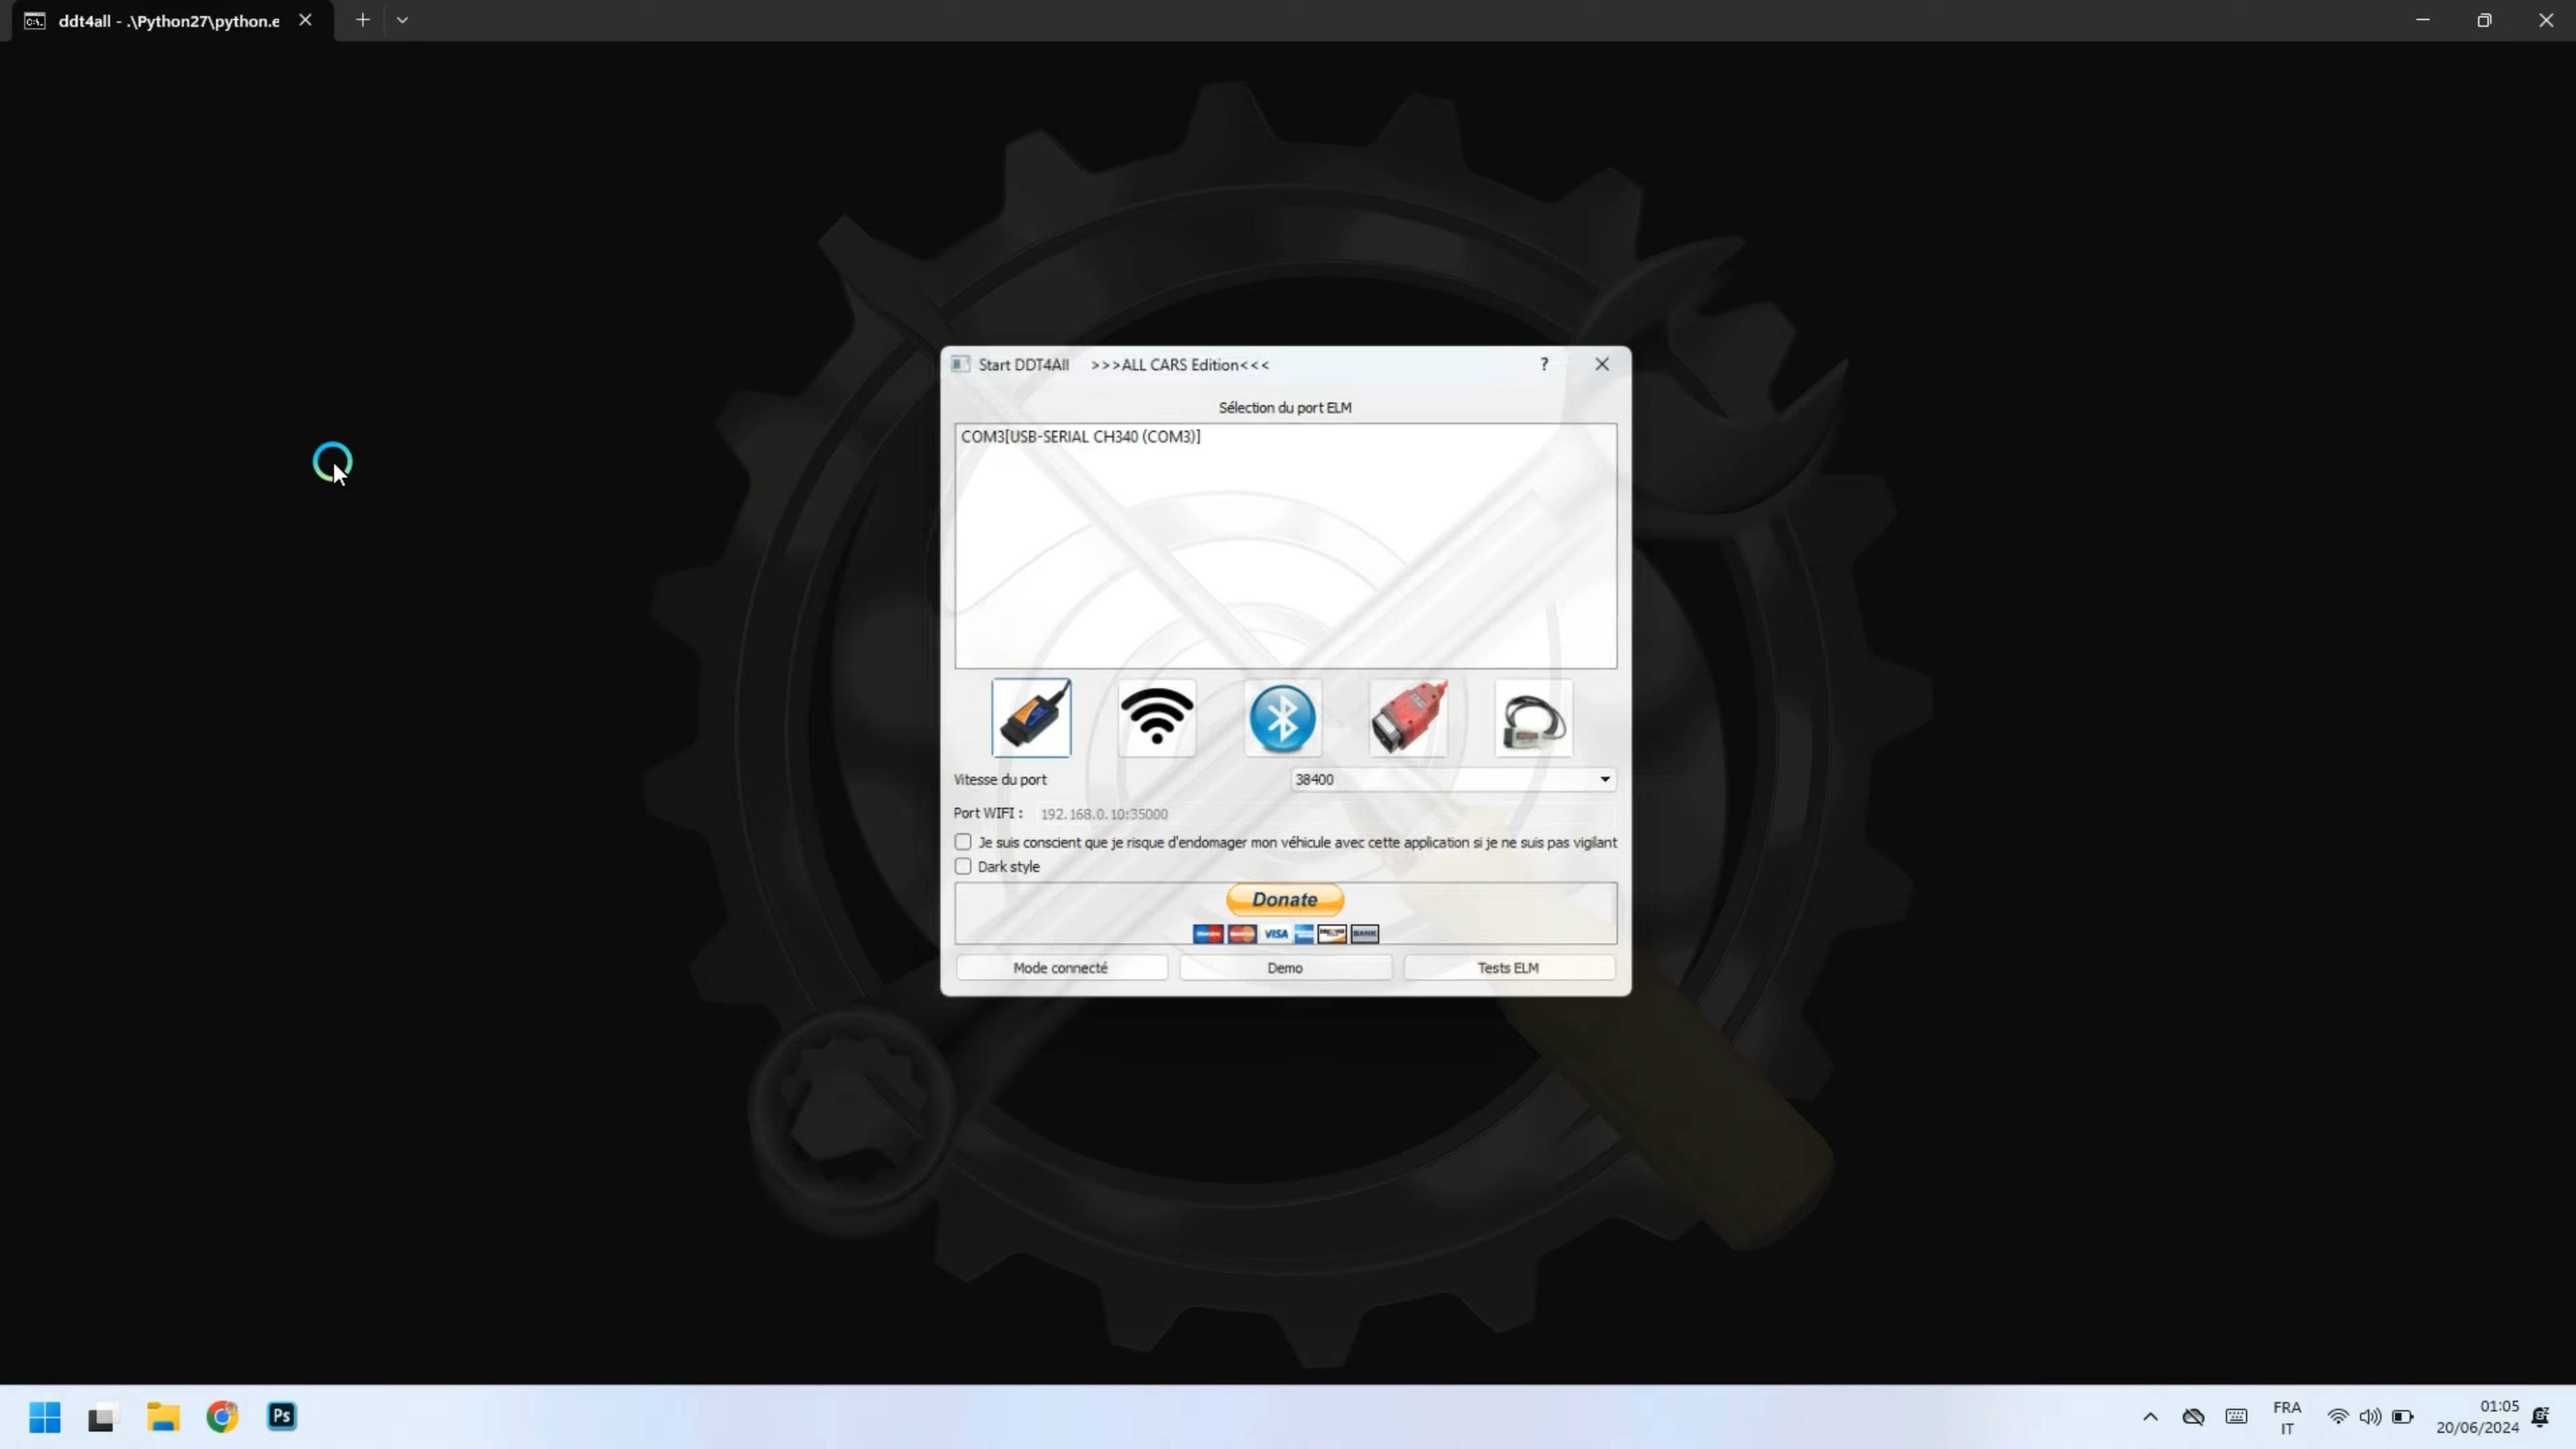 ddt4all - .\Python27\python.e
Start DDT4All >>>ALL CARS Edition<<<
?
Sélection du port ELM
COM3[USB-SERIAL CH340 (COM3)]
Vitesse du port
38400
Port WIFI :
192.168.0.10:35000
Je suis conscient que je risque d'endomager mon véhicule avec cette application si je ne suis pas vigilant
Dark style
Donate
VISA
BANK
Mode connecté
Demo
Tests ELM
Ps
FRA
IT
01:05
20/06/2024